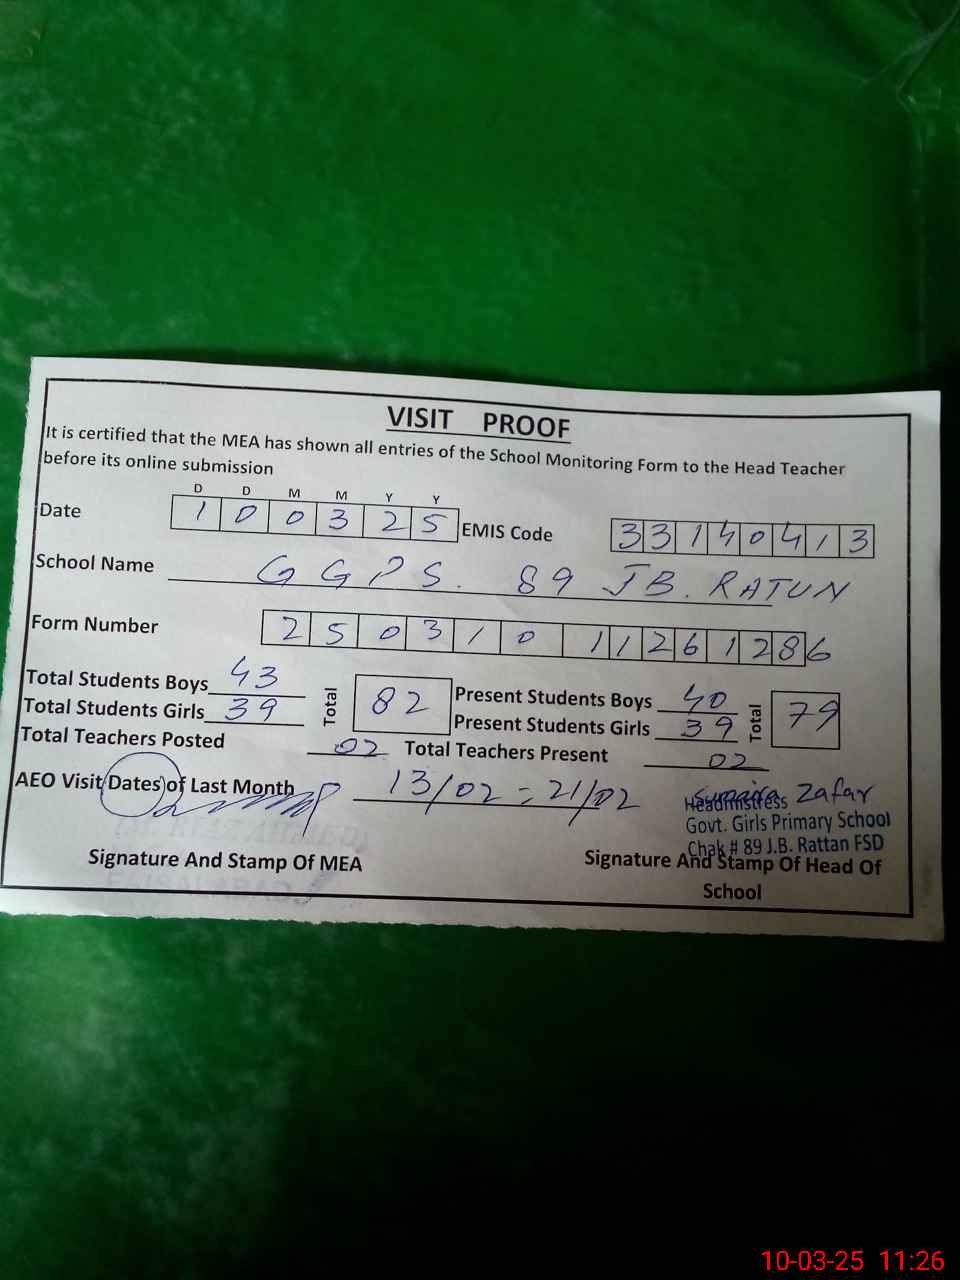 VISIT PROOF
It is certified that the MEA has shown all entries of the School Monitoring Form to the Head Teacher
before its online submission
D D M M Y Y
Date 1 0 0 3 2 5 EMIS Code 3 3 1 4 0 4 1 3
School Name G G P S. 89 JB. RATUN
Form Number 2 5 0 3 1 0 1 1 2 6 1 2 8 6
Total Students Boys 43 Total 82 Present Students Boys 40 Total 79
Total Students Girls 39 Present Students Girls 39
Total Teachers Posted 02 Total Teachers Present 02
AEO Visit Dates of Last Month 13/02 = 21/02 Sumaira Zafar
Headmistress
Govt. Girls Primary School
Chak # 89 J.B. Rattan FSD
Signature And Stamp Of MEA Signature And Stamp Of Head Of
School
10-03-25 11:26